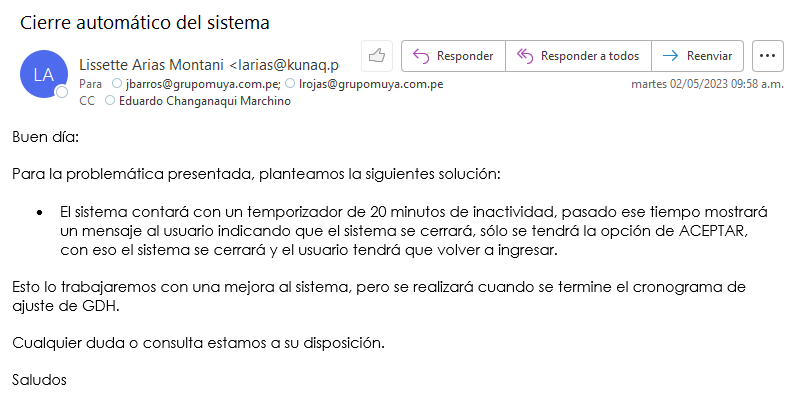 Cierre automático del sistema
LA
Lissette Arias Montani <larias@kunaq.p
Responder
Responder a todos
Reenviar
Para jbarros@grupomuya.com.pe; lrojas@grupomuya.com.pe
martes 02/05/2023 09:58 a.m.
CC Eduardo Changanaqui Marchino
Buen día:
Para la problemática presentada, planteamos la siguientes solución:
• El sistema contará con un temporizador de 20 minutos de inactividad, pasado ese tiempo mostrará
un mensaje al usuario indicando que el sistema se cerrará, sólo se tendrá la opción de ACEPTAR,
con eso el sistema se cerrará y el usuario tendrá que volver a ingresar.
Esto lo trabajaremos con una mejora al sistema, pero se realizará cuando se termine el cronograma de
ajuste de GDH.
Cualquier duda o consulta estamos a su disposición.
Saludos